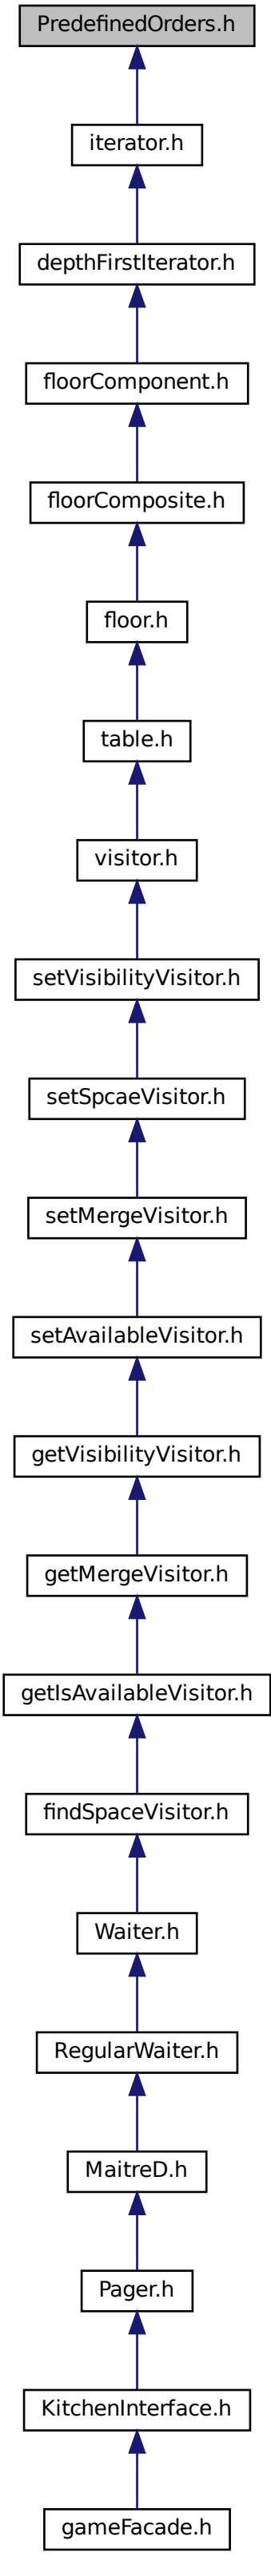 PredefinedOrders.h
iterator.h
depthFirstIterator.h
floorComponent.h
floorComposite.h
floor.h
table.h
visitor.h
setVisibilityVisitor.h
setSpcaeVisitor.h
setMergeVisitor.h
setAvailableVisitor.h
getVisibilityVisitor.h
getMergeVisitor.h
getIsAvailableVisitor.h
findSpaceVisitor.h
Waiter.h
RegularWaiter.h
MaitreD.h
Pager.h
KitchenInterface.h
gameFacade.h